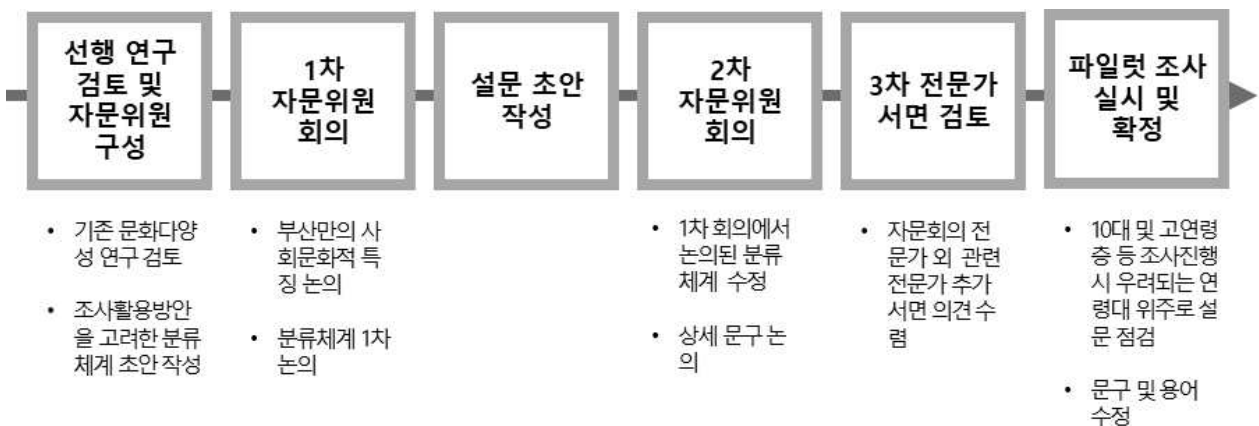 선행 연구
검토 및
자문위원
구성
1차
자문위원
회의
설문 초안
작성
2차
자문위원
회의
3차 전문가
서면 검토
파일럿 조사
실시 및
확정
• 기존 문화다양
성 연구 검토
• 조사활용방안
을 고려한 분류
체계 초안 작성
• 부산만의 사
회문화적 특
징 논의
• 분류체계 1차
논의
• 1차 회의에서
논의된 분류
체계 수정
• 상세 문구 논
의
• 자문회의 전
문가 외 관련
전문가 추가
서면 의견 수
렴
• 10대 및 고연령
층 등 조사진행
시 우려되는 연
령대 위주로 설
문 점검
• 문구 및 용어
수정